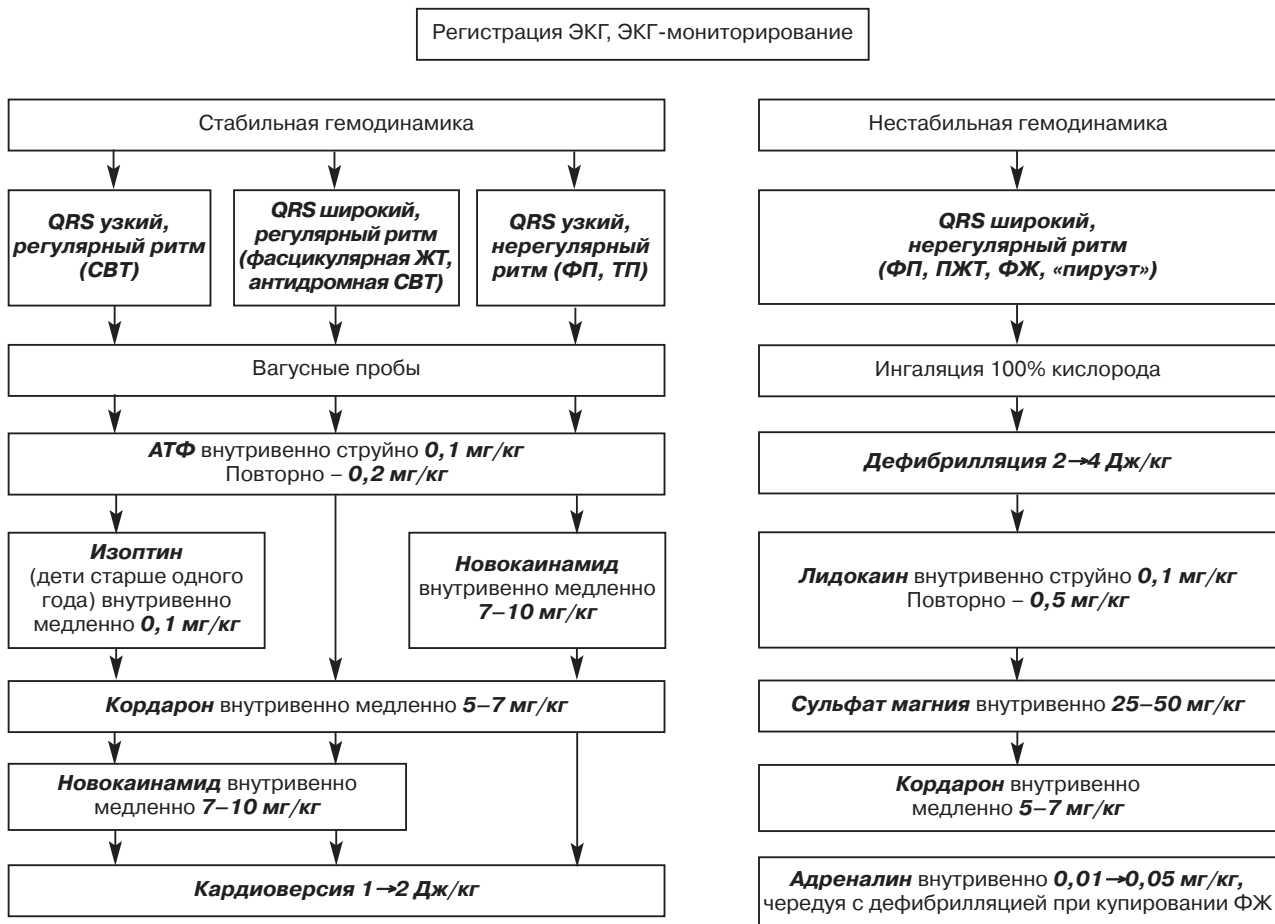 Регистрация ЭКГ, ЭКГ-мониторирование
Стабильная гемодинамика
QRS узкий,
регулярный ритм
(СВТ)
QRS широкий,
регулярный ритм
(фасцикулярная ЖТ,
антидромная СВТ)
QRS узкий,
нерегулярный
ритм (ФП, ТП)
Вагусные пробы
АТФ внутривенно струйно 0,1 мг/кг
Повторно – 0,2 мг/кг
Изоптин
(дети старше одного
года) внутривенно
медленно 0,1 мг/кг
Новокаинамид
внутривенно медленно
7–10 мг/кг
Кордарон внутривенно медленно 5–7 мг/кг
Новокаинамид внутривенно
медленно 7–10 мг/кг
Кардиоверсия 1→2 Дж/кг
Нестабильная гемодинамика
QRS широкий,
нерегулярный ритм
(ФП, ПЖТ, ФЖ, «пируэт»)
Ингаляция 100% кислорода
Дефибрилляция 2→4 Дж/кг
Лидокаин внутривенно струйно 0,1 мг/кг
Повторно – 0,5 мг/кг
Сульфат магния внутривенно 25–50 мг/кг
Кордарон внутривенно
медленно 5–7 мг/кг
Адреналин внутривенно 0,01→0,05 мг/кг,
чередуя с дефибрилляцией при купировании ФЖ